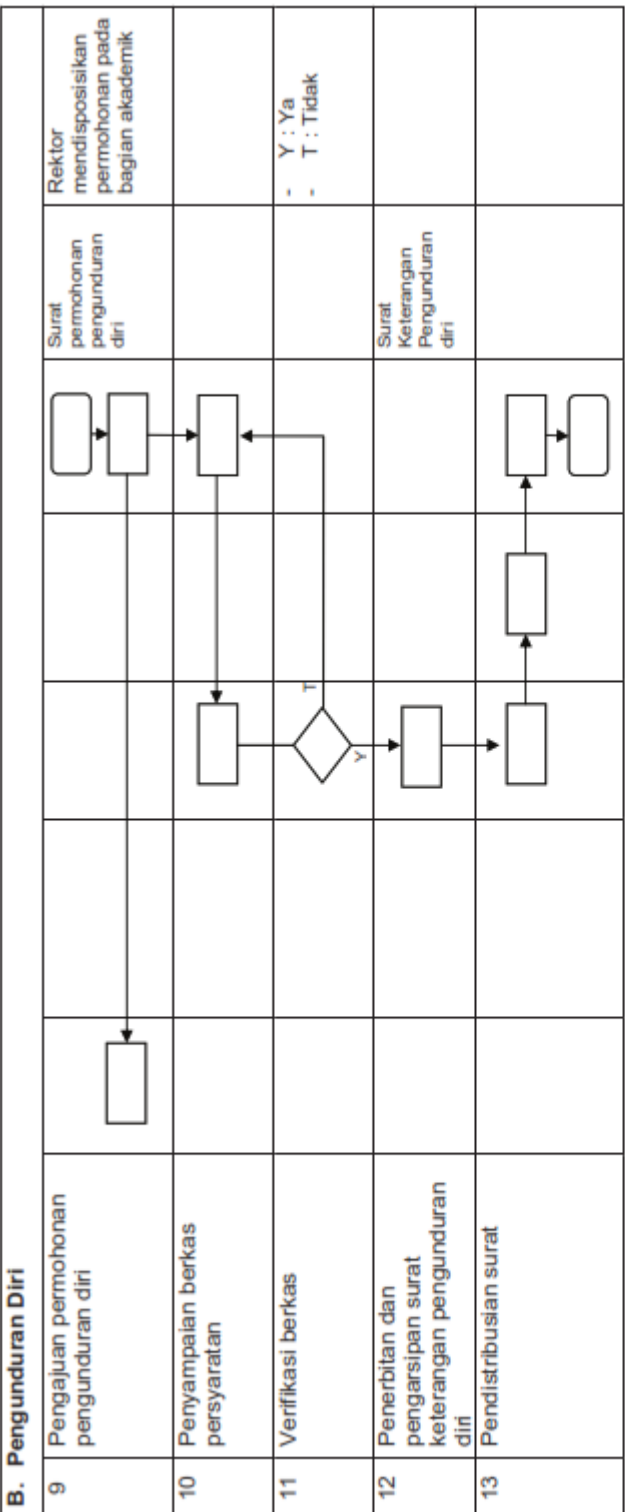 B. Pengunduran Diri
9
Pengajuan permohonan
pengunduran diri
Surat
permohonan
pengunduran
diri
Rektor
mendisposisikan
permohonan pada
bagian akademik
10
Penyampaian berkas
persyaratan
11
Verifikasi berkas
T
Y
- Y : Ya
- T : Tidak
12
Penerbitan dan
pengarsipan surat
keterangan pengunduran
diri
Surat
Keterangan
Pengunduran
diri
13
Pendistribusian surat